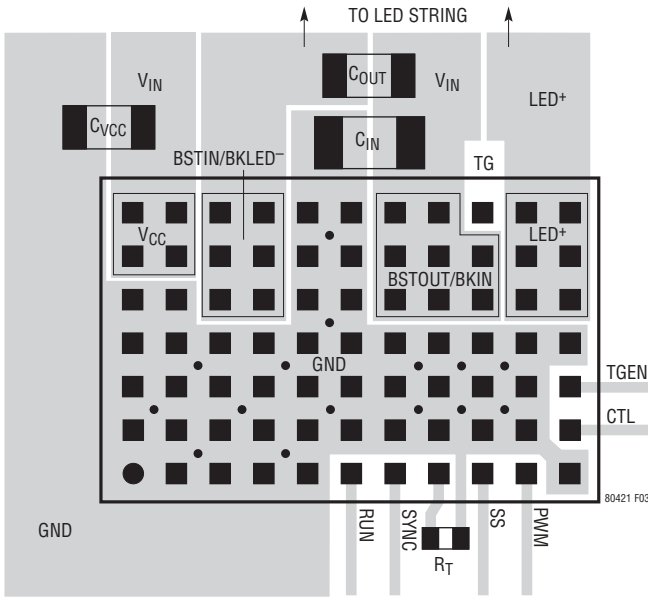 TO LED STRING
VIN
COUT
VIN
LED+
CVCC
CIN
BSTIN/BKLED–
TG
VCC
LED+
BSTOUT/BKIN
GND
TGEN
CTL
80421 F03
GND
RUN
SYNC
RT
SS
PWM